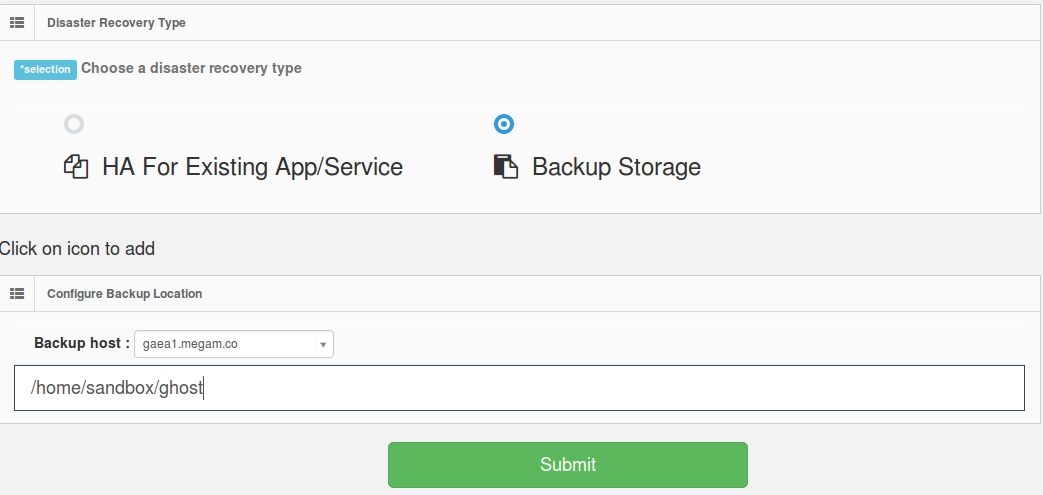 Disaster Recovery Type
*selection Choose a disaster recovery type
HA For Existing App/Service Backup Storage
Click on icon to add
Configure Backup Location
Backup host : gaea1.megam.co
/home/sandbox/ghost
Submit